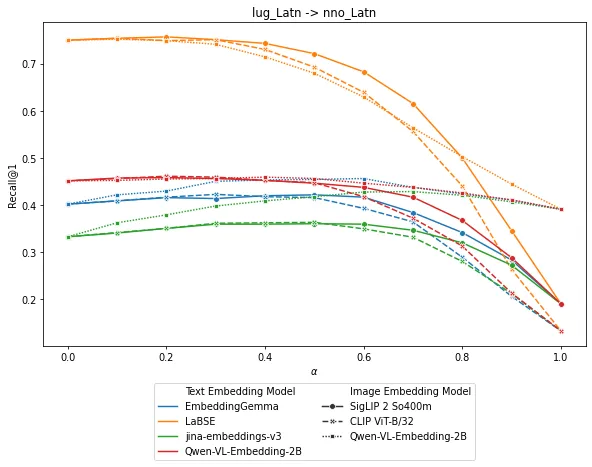 lug_Latn -> nno_Latn
Recall@1
0.7
0.6
0.5
0.4
0.3
0.2
0.0 0.2 0.4 0.6 0.8 1.0
α
Text Embedding Model Image Embedding Model
EmbeddingGemma SigLIP 2 So400m
LaBSE CLIP ViT-B/32
jina-embeddings-v3 Qwen-VL-Embedding-2B
Qwen-VL-Embedding-2B